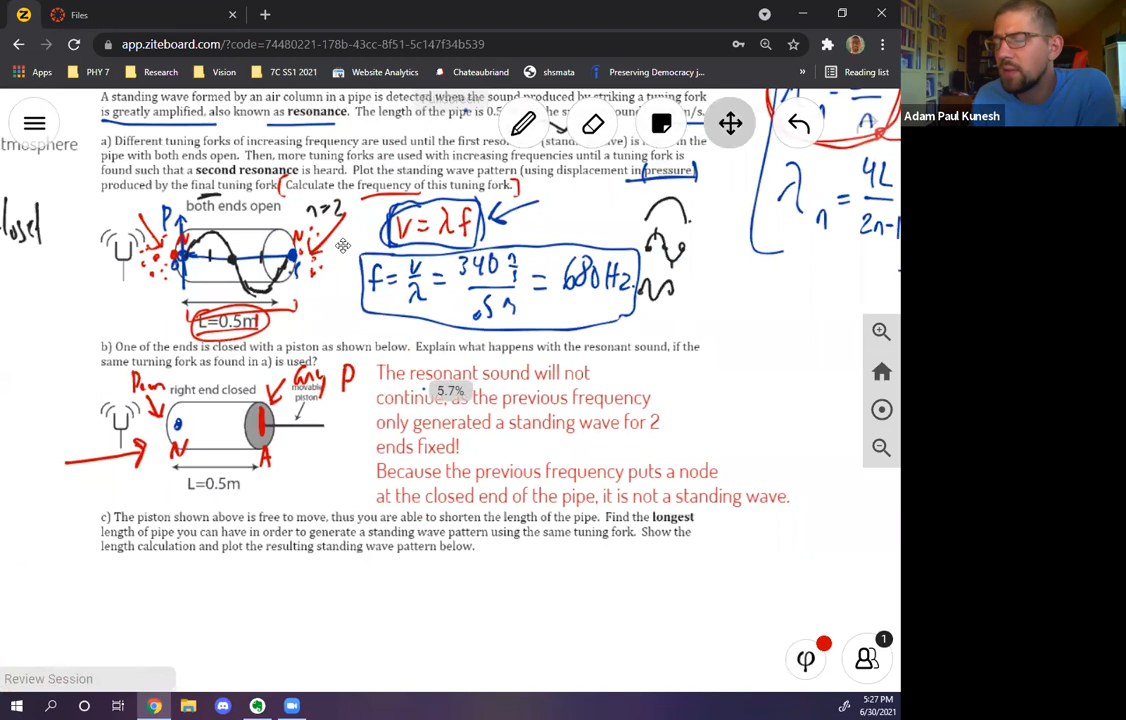 Files
app.ziteboard.com/?code=74480221-178b-43cc-8f51-5c147f34b539
Apps
PHY 7
Research
Vision
7C SS1 2021
Website Analytics
Chateaubriand
shsmata
Preserving Democracy j...
»
Reading list
Adam Paul Kunesh
A standing wave formed by an air column in a pipe is detected when the sound produced by striking a tuning fork
is greatly amplified, also known as resonance. The length of the pipe is 0.5
a) Different tuning forks of increasing frequency are used until the first
pipe with both ends open. Then, more tuning forks are used with increasing frequencies until a tuning fork is
found such that a second resonance is heard. Plot the standing wave pattern (using displacement in pressure)
produced by the final tuning fork. Calculate the frequency of this tuning fork.
tmosphere
closed
both ends open
P
n=2
N
N
L=0.5m
v = λf
f = v/λ = 340 m/s / .5 m = 680 Hz.
n
λn = 4L / 2n-1
b) One of the ends is closed with a piston as shown below. Explain what happens with the resonant sound, if the
same turning fork as found in a) is used?
right end closed
Any P
movable
piston
N
A
L=0.5m
The resonant sound will not
continue, as the previous frequency
only generated a standing wave for 2
ends fixed!
Because the previous frequency puts a node
at the closed end of the pipe, it is not a standing wave.
5.7%
c) The piston shown above is free to move, thus you are able to shorten the length of the pipe. Find the longest
length of pipe you can have in order to generate a standing wave pattern using the same tuning fork. Show the
length calculation and plot the resulting standing wave pattern below.
1
Review Session
5:27 PM
6/30/2021